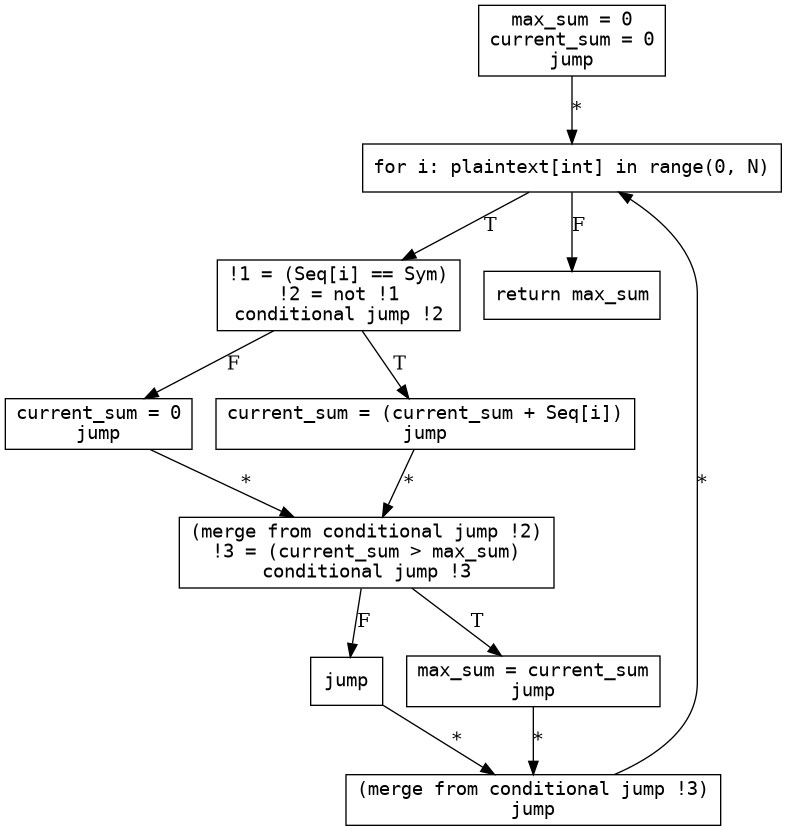 max_sum = 0
current_sum = 0
jump
*
for i: plaintext[int] in range(0, N)
T
F
!1 = (Seq[i] == Sym)
!2 = not !1
conditional jump !2
return max_sum
F
T
current_sum = 0
jump
current_sum = (current_sum + Seq[i])
jump
*
*
*
(merge from conditional jump !2)
!3 = (current_sum > max_sum)
conditional jump !3
F
T
jump
max_sum = current_sum
jump
*
*
(merge from conditional jump !3)
jump